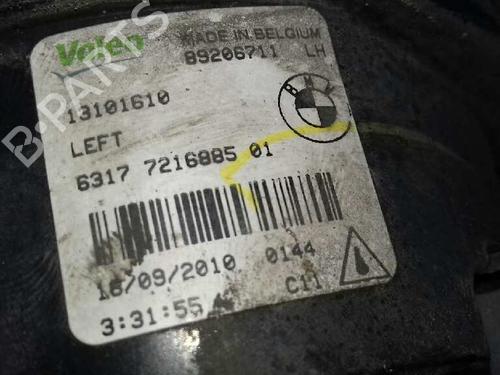 Valeo
MADE IN BELGIUM
89206711 LH
13101610
BMW
LEFT
6317 7216885 01
16/09/2010 0144
3:31:55 C11
B-PARTS